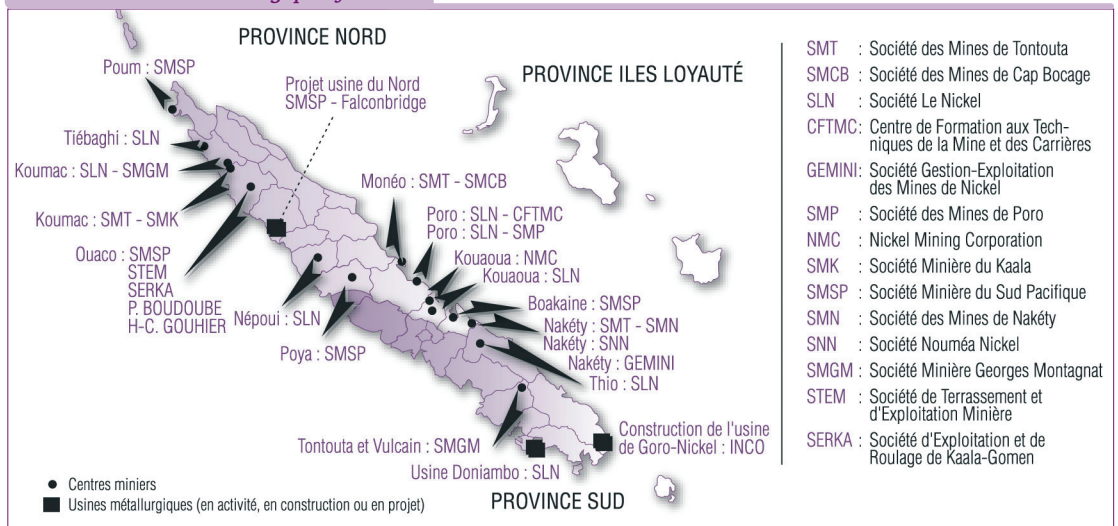 PROVINCE NORD
Poum : SMSP
Projet usine du Nord
SMSP - Falconbridge
PROVINCE ILES LOYAUTÉ
Tiébaghi : SLN
Koumac : SLN - SMGM
Monéo : SMT - SMCB
Koumac : SMT - SMK
Poro : SLN - CFTMC
Poro : SLN - SMP
Ouaco : SMSP
STEM
SERKA
P. BOUDOUBE
H-C. GOUHIER
Kouaoua : NMC
Kouaoua : SLN
Népoui : SLN
Boakaine : SMSP
Poya : SMSP
Nakéty : SMT - SMN
Nakéty : SNN
Nakéty : GEMINI
Thio : SLN
Tontouta et Vulcain : SMGM
Construction de l'usine
de Goro-Nickel : INCO
Usine Doniambo : SLN
PROVINCE SUD
Centres miniers
Usines métallurgiques (en activité, en construction ou en projet)
SMT : Société des Mines de Tontouta
SMCB : Société des Mines de Cap Bocage
SLN : Société Le Nickel
CFTMC: Centre de Formation aux Tech-
niques de la Mine et des Carrières
GEMINI: Société Gestion-Exploitation
des Mines de Nickel
SMP : Société des Mines de Poro
NMC : Nickel Mining Corporation
SMK : Société Minière du Kaala
SMSP : Société Minière du Sud Pacifique
SMN : Société des Mines de Nakéty
SNN : Société Nouméa Nickel
SMGM : Société Minière Georges Montagnat
STEM : Société de Terrassement et
d'Exploitation Minière
SERKA : Société d'Exploitation et de
Roulage de Kaala-Gomen